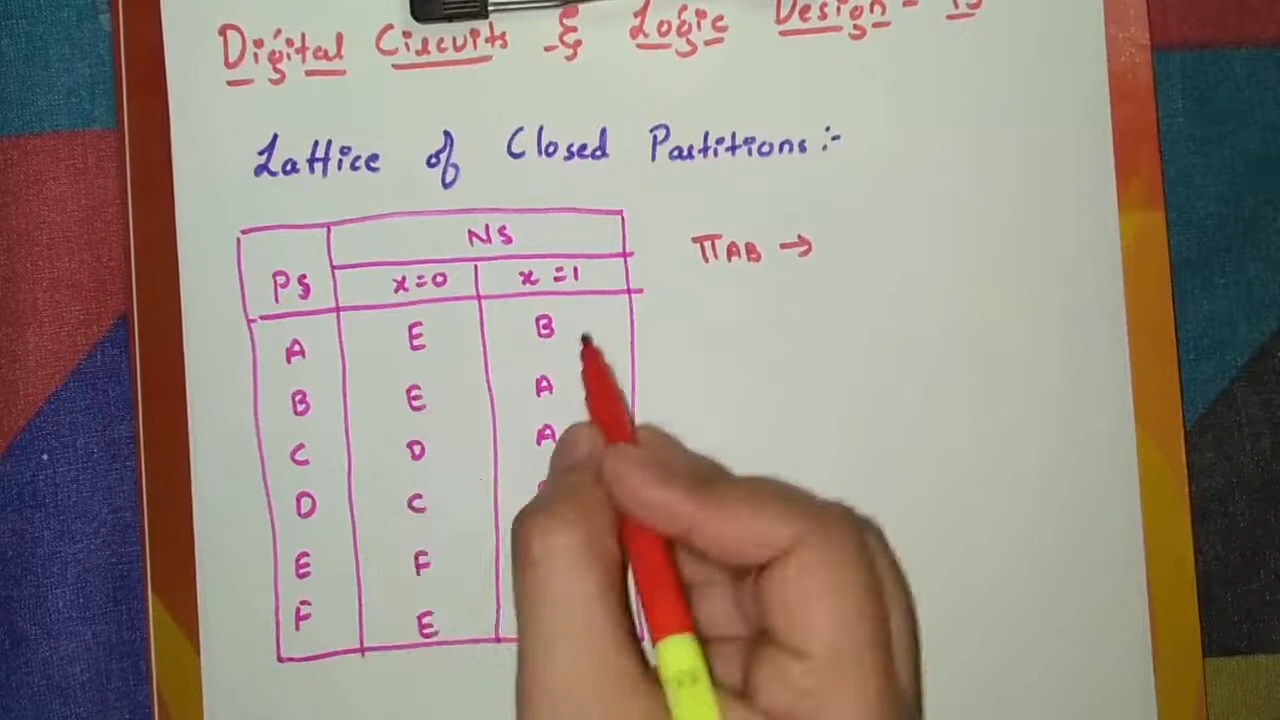 Digital Circuits & Logic Design -
Lattice of Closed Partitions :-
PS NS
x=0 x=1
A E B
B E A
C D A
D C
E F
F E
πAB →